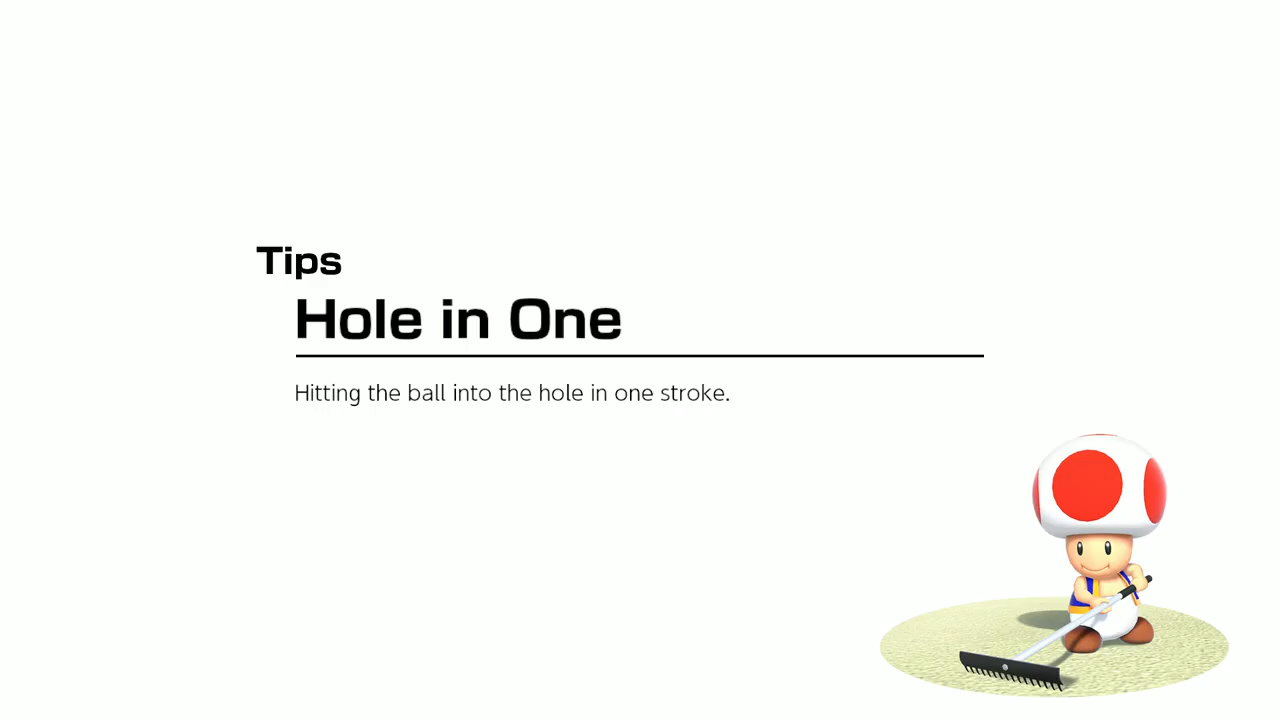 Tips
Hole in One
Hitting the ball into the hole in one stroke.